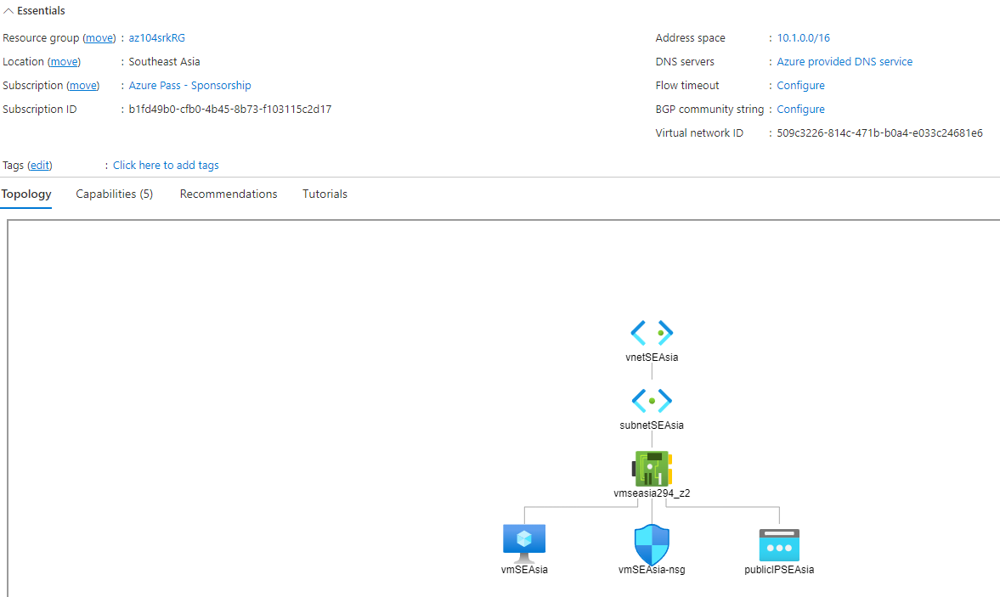 Essentials
Resource group (move) : az104srkRG
Location (move) : Southeast Asia
Subscription (move) : Azure Pass - Sponsorship
Subscription ID : b1fd49b0-cfb0-4b45-8b73-f103115c2d17
Address space : 10.1.0.0/16
DNS servers : Azure provided DNS service
Flow timeout : Configure
BGP community string : Configure
Virtual network ID : 509c3226-814c-471b-b0a4-e033c24681e6
Tags (edit) : Click here to add tags
Topology Capabilities (5) Recommendations Tutorials
vnetSEAsia
subnetSEAsia
vmseasia294_z2
vmSEAsia vmSEAsia-nsg publicIPSEAsia